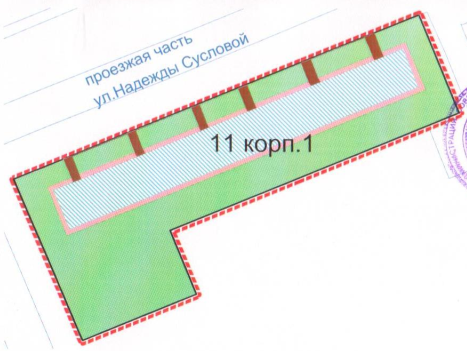 проезжая часть
ул.Надежды Сусловой
11 корп.1